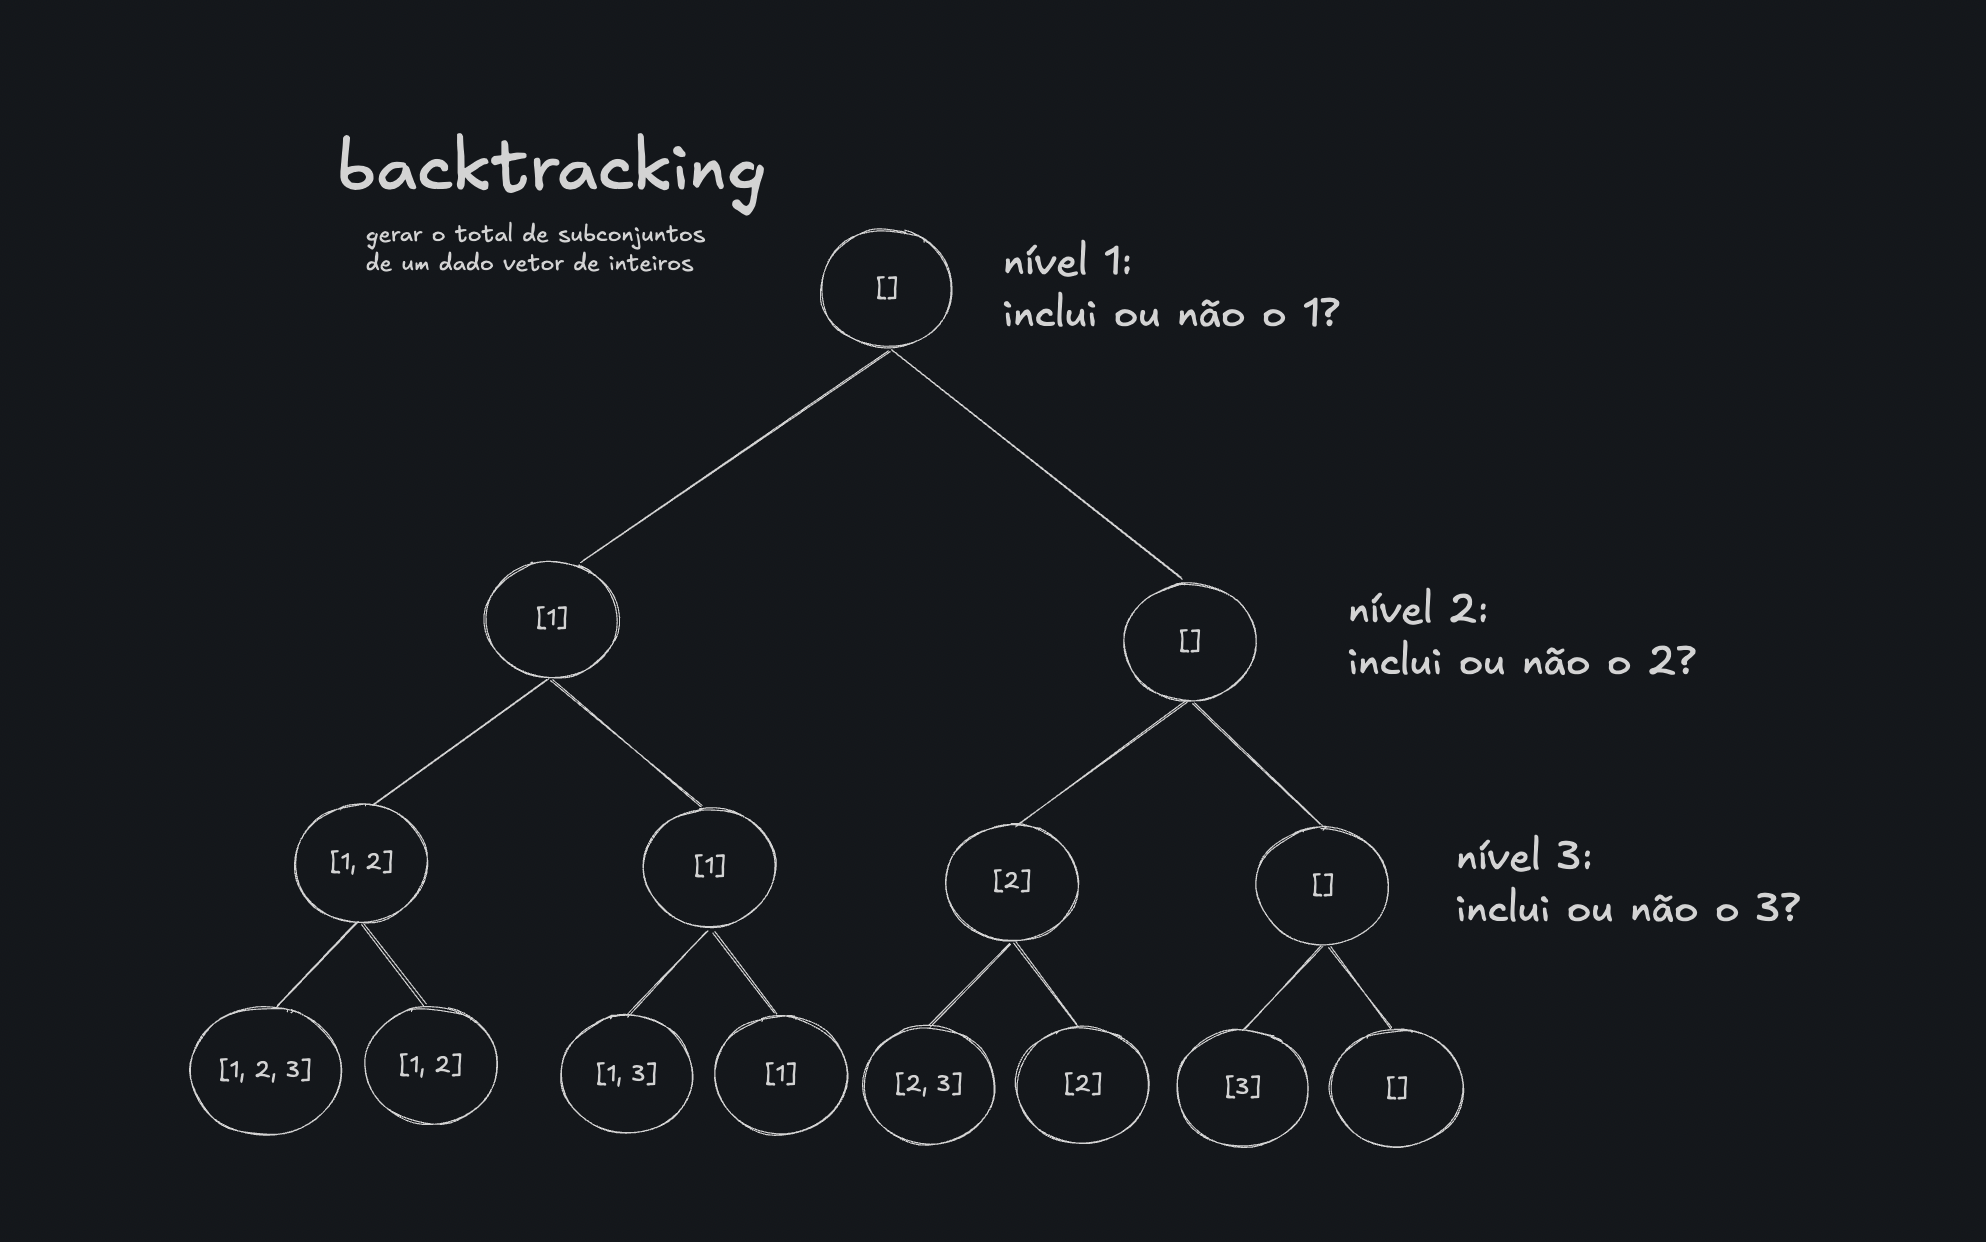 backtracking
gerar o total de subconjuntos
de um dado vetor de inteiros
[]
nível 1:
inclui ou não o 1?
[1]
[]
nível 2:
inclui ou não o 2?
[1, 2]
[1]
[2]
[]
nível 3:
inclui ou não o 3?
[1, 2, 3]
[1, 2]
[1, 3]
[1]
[2, 3]
[2]
[3]
[]